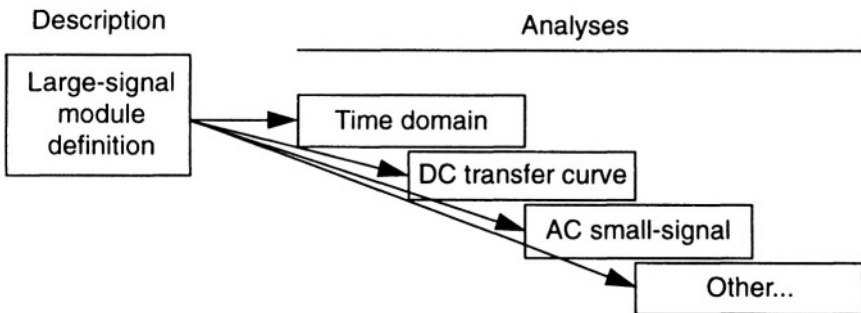 Description
Analyses
Large-signal
module
definition
Time domain
DC transfer curve
AC small-signal
Other...